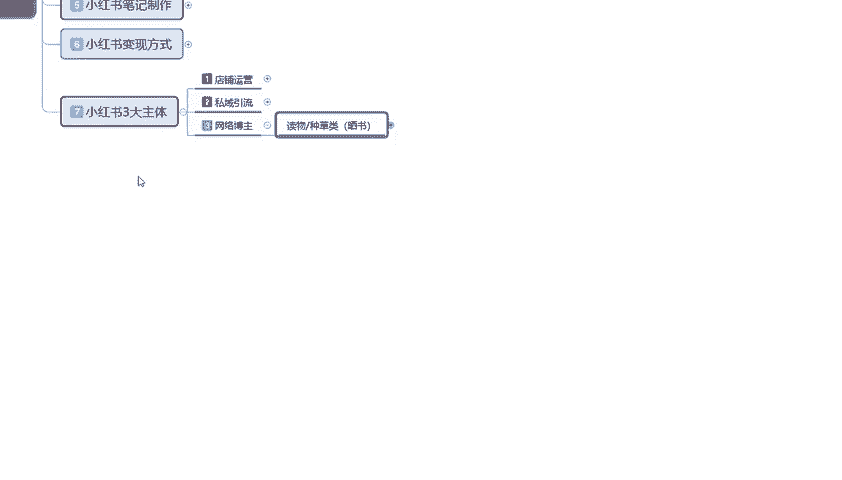 5 小红书笔记制作
6 小红书变现方式
1 店铺运营
2 私域引流
7 小红书3大主体
3 网络博主
读物/种草类（晒书）